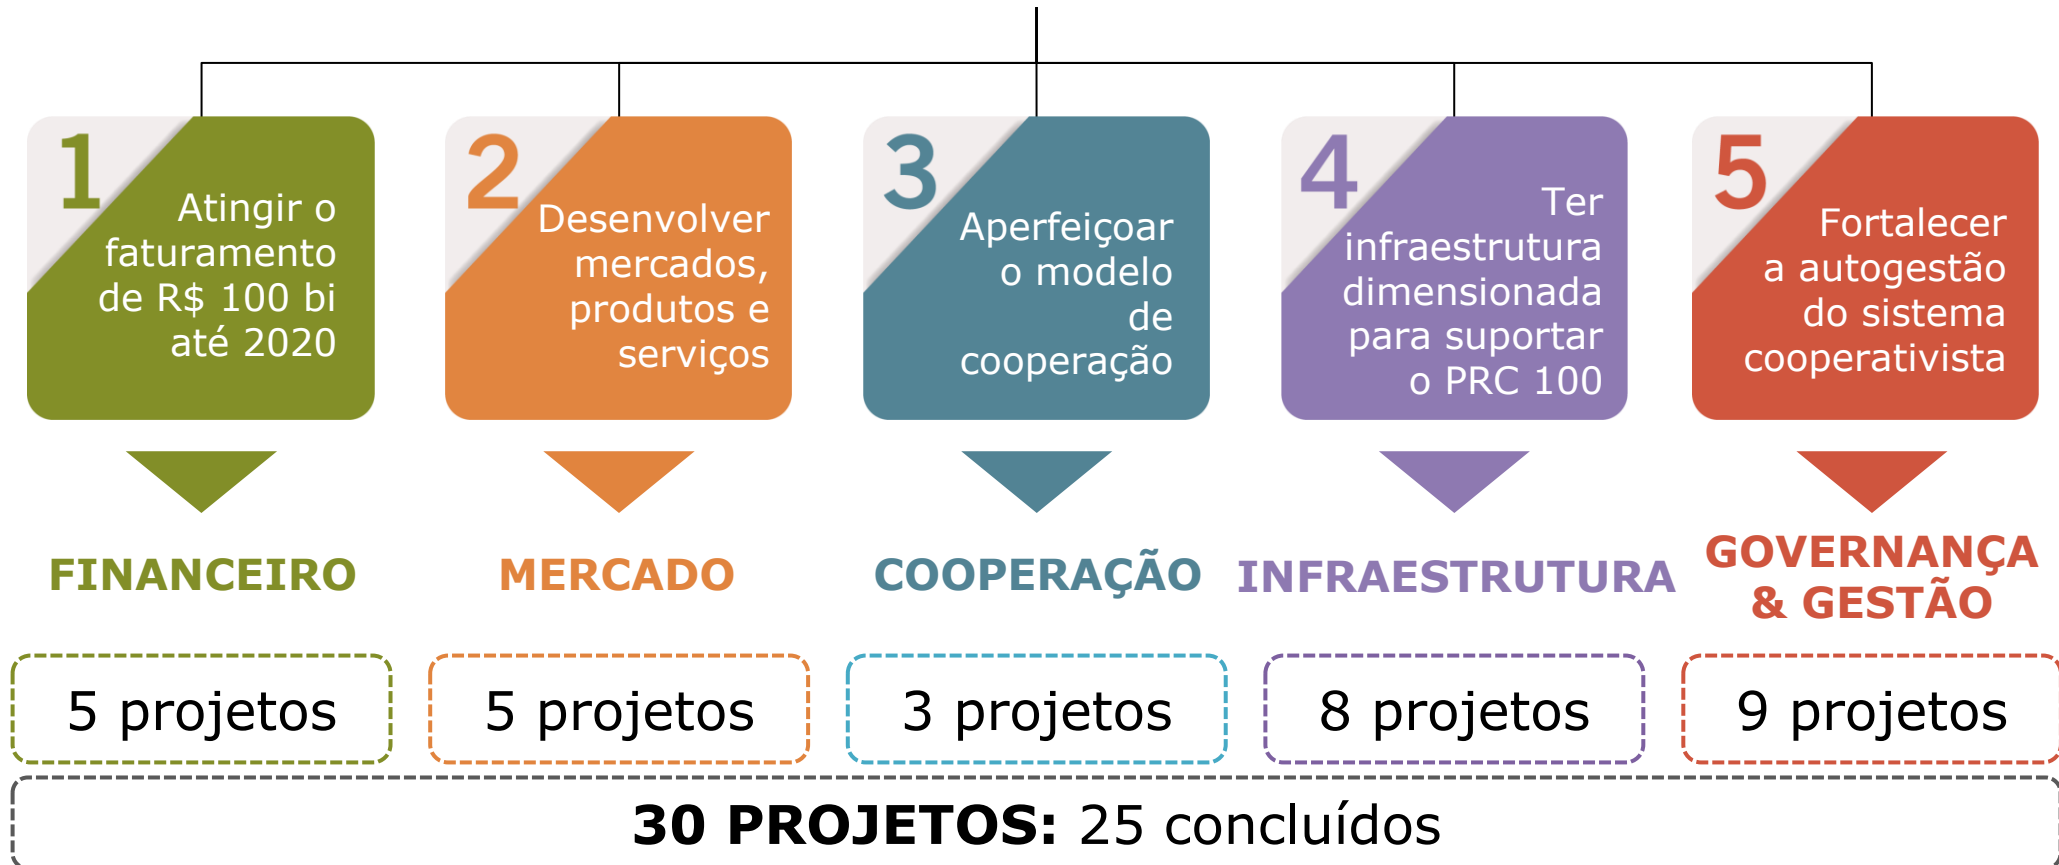 1
Atingir o
faturamento
de R$ 100 bi
até 2020
2
Desenvolver
mercados,
produtos e
serviços
3
Aperfeiçoar
o modelo
de
cooperação
4
Ter
infraestrutura
dimensionada
para suportar
o PRC 100
5
Fortalecer
a autogestão
do sistema
cooperativista
FINANCEIRO
MERCADO
COOPERAÇÃO
INFRAESTRUTURA
GOVERNANÇA
& GESTÃO
5 projetos
5 projetos
3 projetos
8 projetos
9 projetos
30 PROJETOS: 25 concluídos